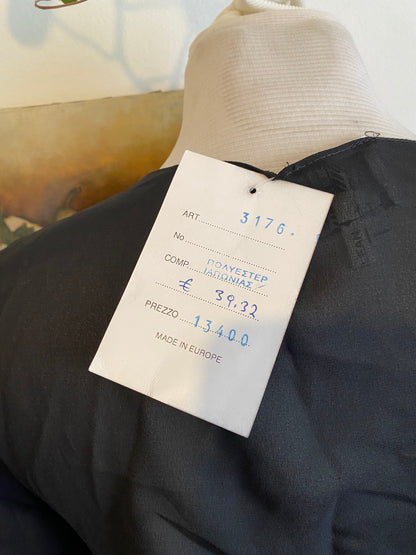 ART. 3176.
No
COMP. ΠΟΛΥΕΣΤΕΡ
ΙΑΠΩΝΙΑΣ
€ 39.32
PREZZO 13400
MADE IN EUROPE